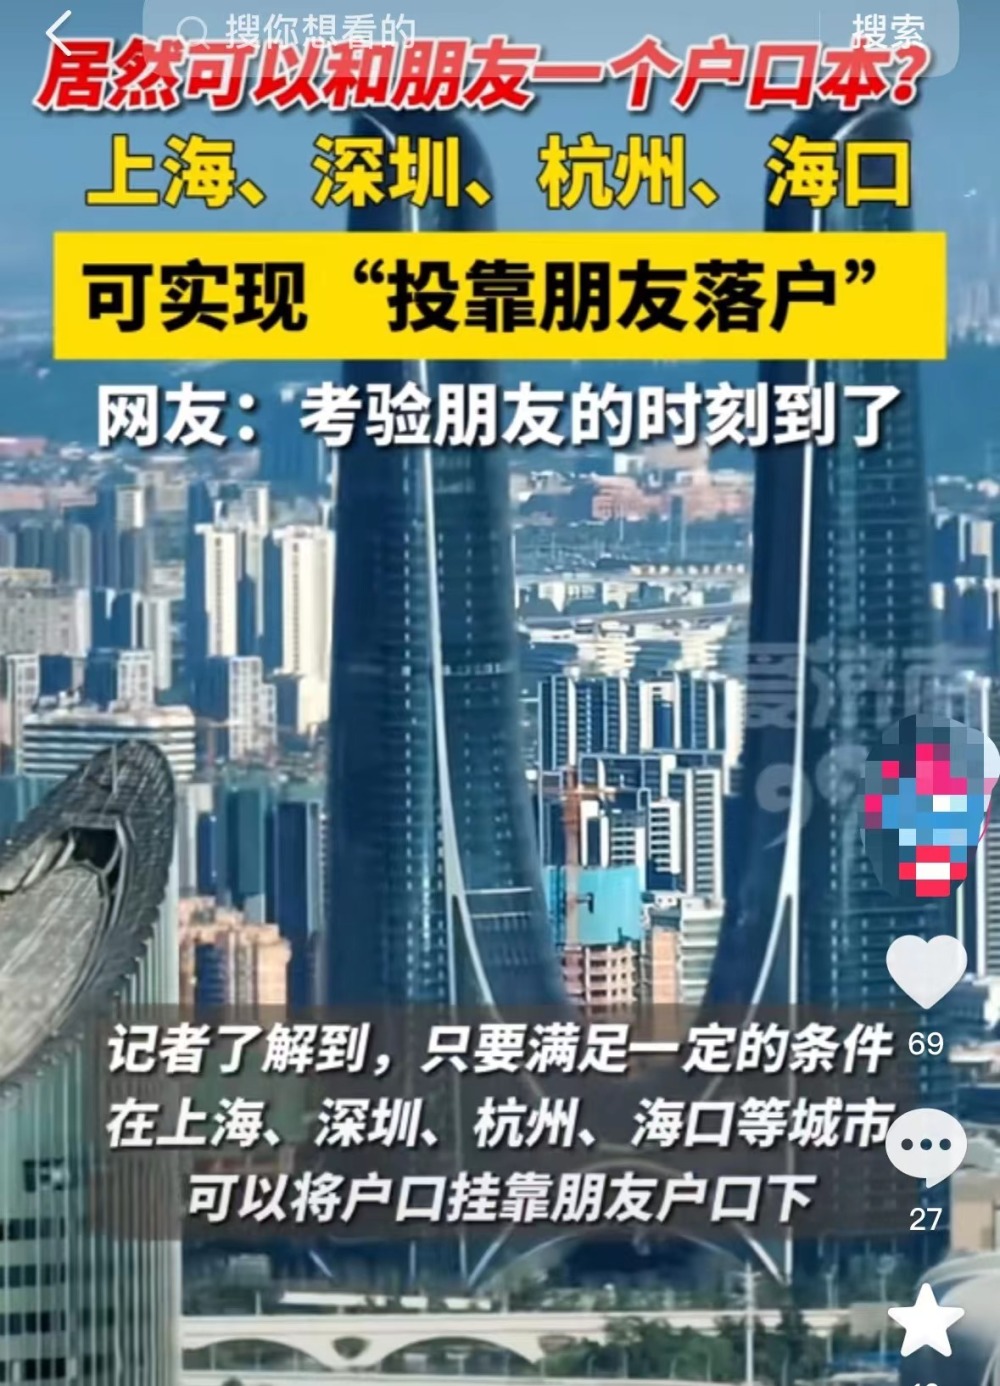 搜你想看的
搜索
居然可以和朋友一个户口本？
上海、深圳、杭州、海口
可实现“投靠朋友落户”
网友：考验朋友的时刻到了
记者了解到，只要满足一定的条件
在上海、深圳、杭州、海口等城市
可以将户口挂靠朋友户口下
69
27